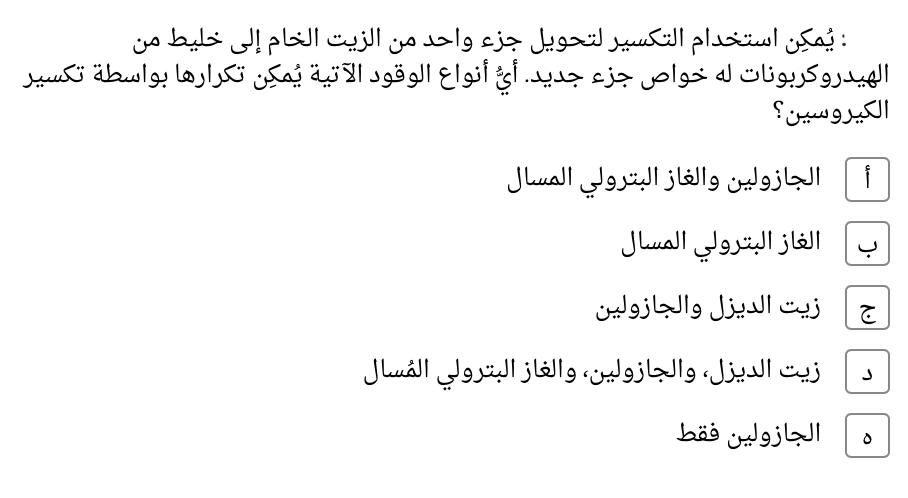 : يُمكِن استخدام التكسير لتحويل جزء واحد من الزيت الخام إلى خليط من
الهيدروكربونات له خواص جزء جديد. أيُّ أنواع الوقود الآتية يُمكِن تكرارها بواسطة تكسير
الكيروسين؟
أ الجازولين والغاز البترولي المسال
ب الغاز البترولي المسال
ج زيت الديزل والجازولين
د زيت الديزل، والجازولين، والغاز البترولي المُسال
ه الجازولين فقط